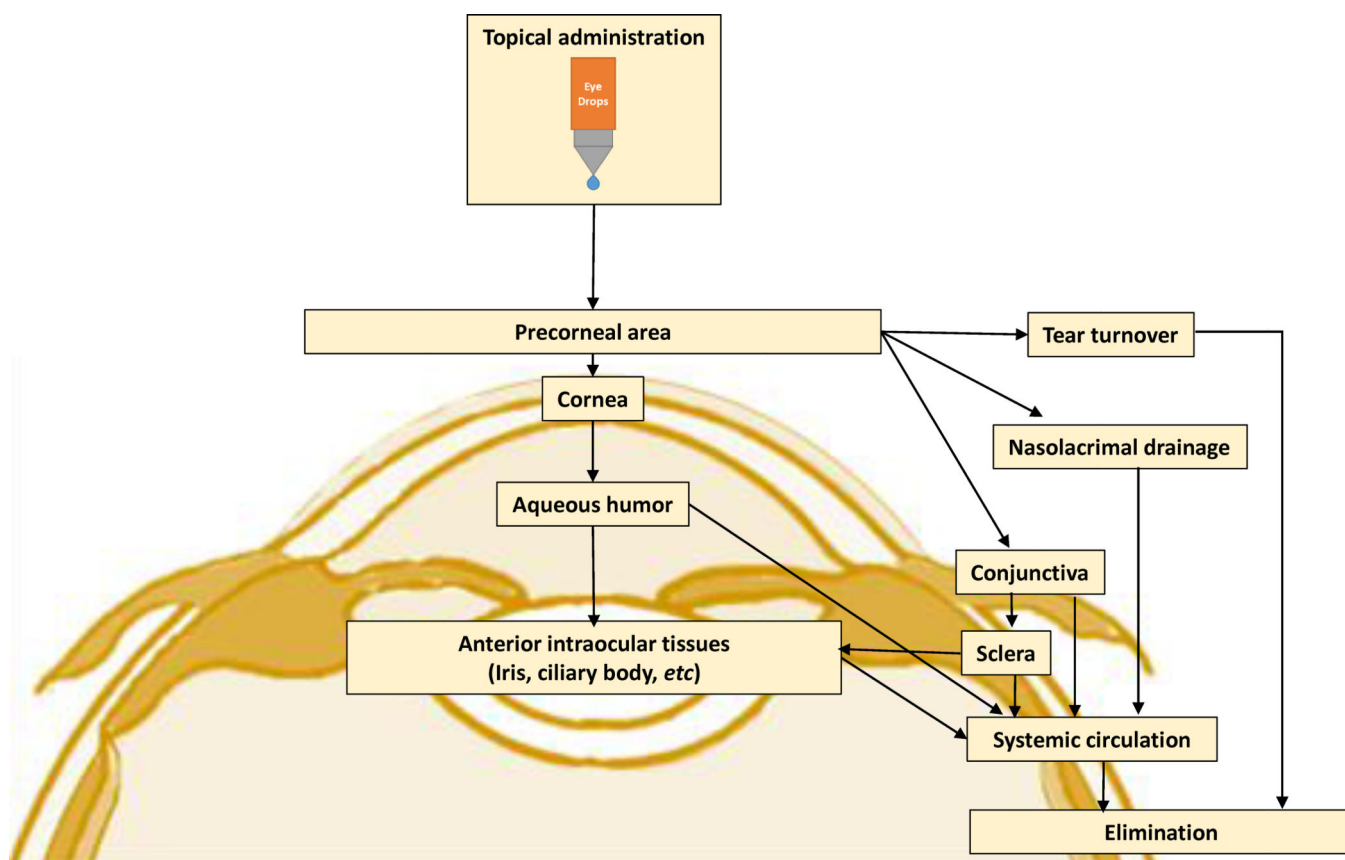 Topical administration
Eye
Drops
Precorneal area
Tear turnover
Cornea
Nasolacrimal drainage
Aqueous humor
Conjunctiva
Anterior intraocular tissues
(Iris, ciliary body, etc)
Sclera
Systemic circulation
Elimination